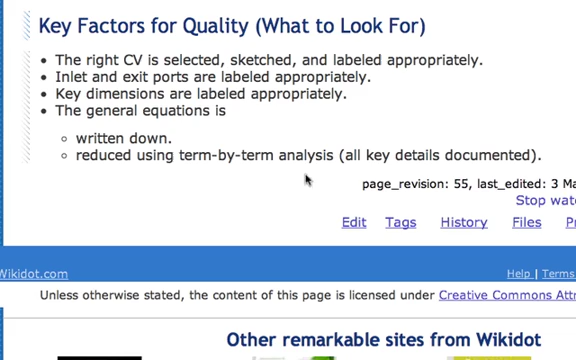 Key Factors for Quality (What to Look For)
The right CV is selected, sketched, and labeled appropriately.
Inlet and exit ports are labeled appropriately.
Key dimensions are labeled appropriately.
The general equations is
written down.
reduced using term-by-term analysis (all key details documented).
page_revision: 55, last_edited: 3 Ma
Stop wat
Edit Tags History Files Pr
Wikidot.com Help | Terms
Unless otherwise stated, the content of this page is licensed under Creative Commons Attr
Other remarkable sites from Wikidot